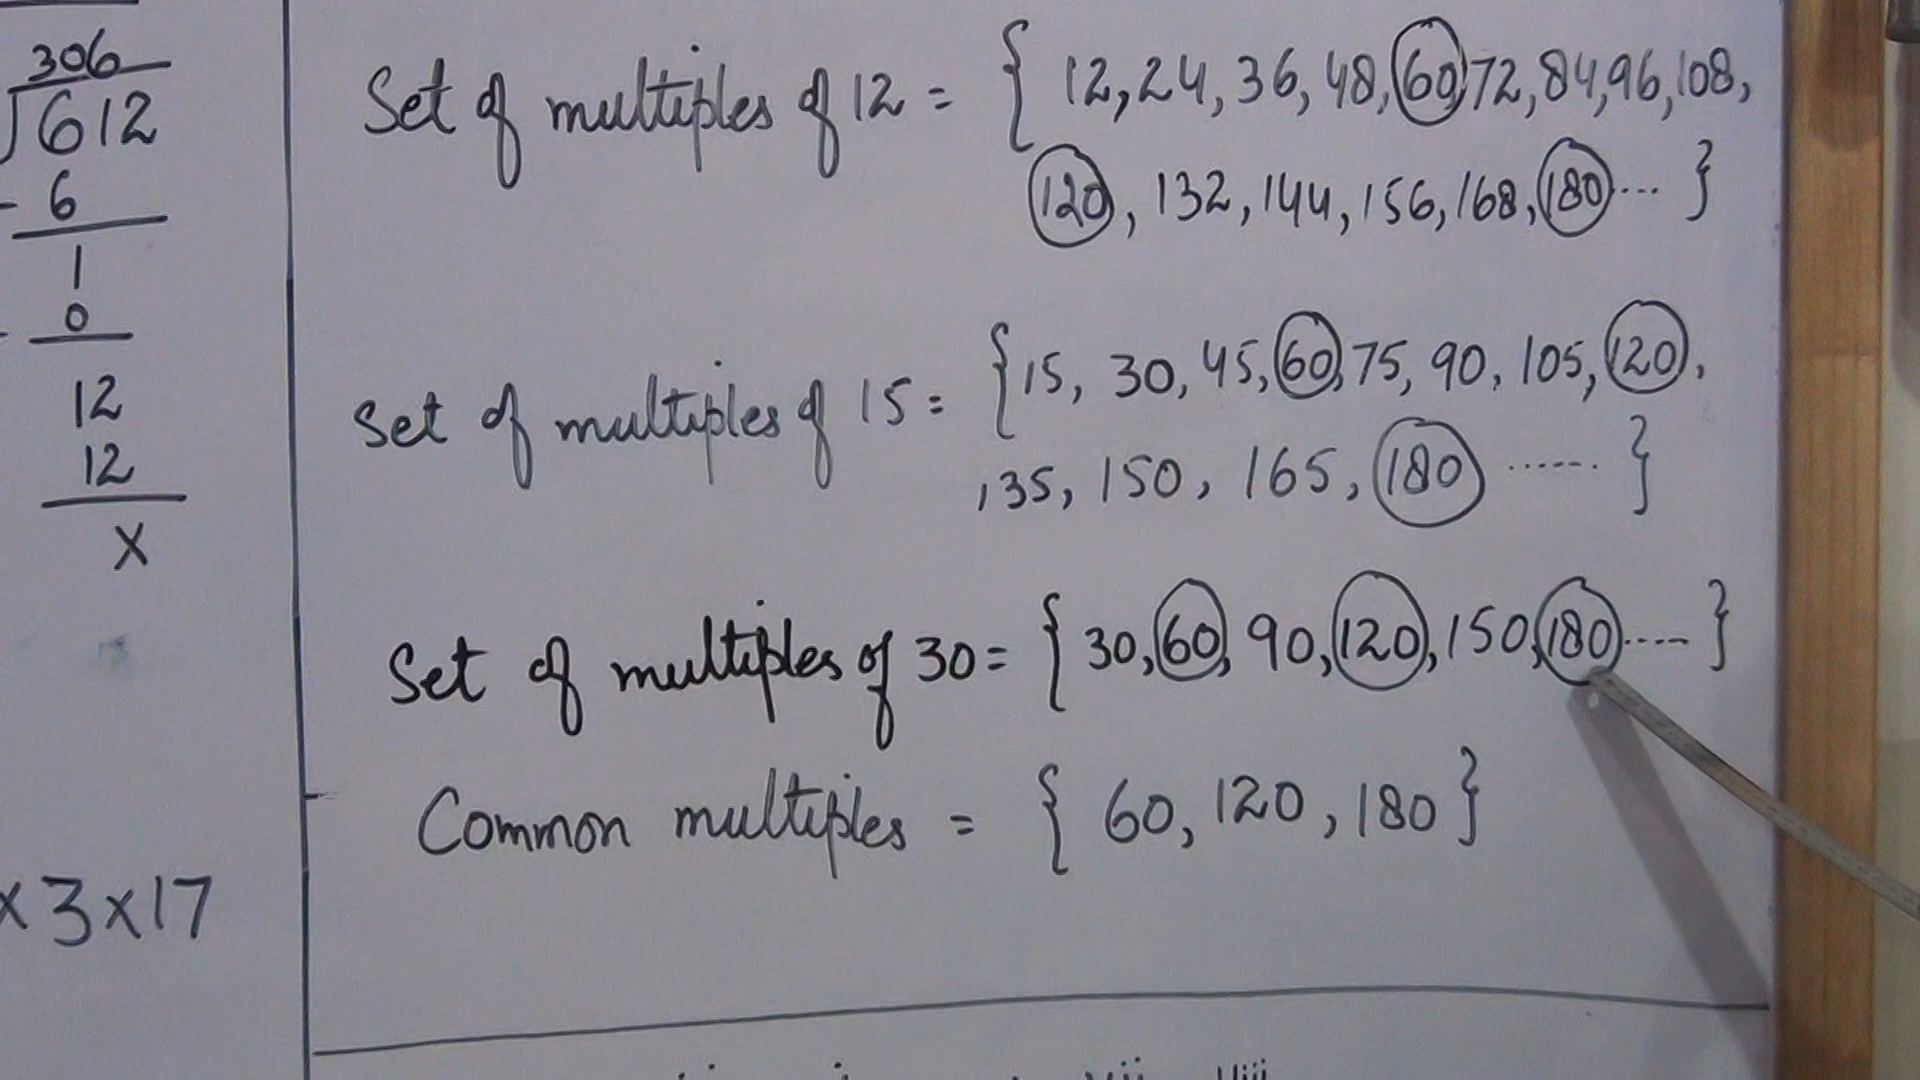 306
612
- 6
1
- 0
12
12
x
x 3 x 17
Set of multiples of 12 = { 12, 24, 36, 48, 60, 72, 84, 96, 108,
120, 132, 144, 156, 168, 180 ... }
Set of multiples of 15 = { 15, 30, 45, 60, 75, 90, 105, 120,
135, 150, 165, 180 ...... }
Set of multiples of 30 = { 30, 60, 90, 120, 150, 180 ..... }
Common multiples = { 60, 120, 180 }